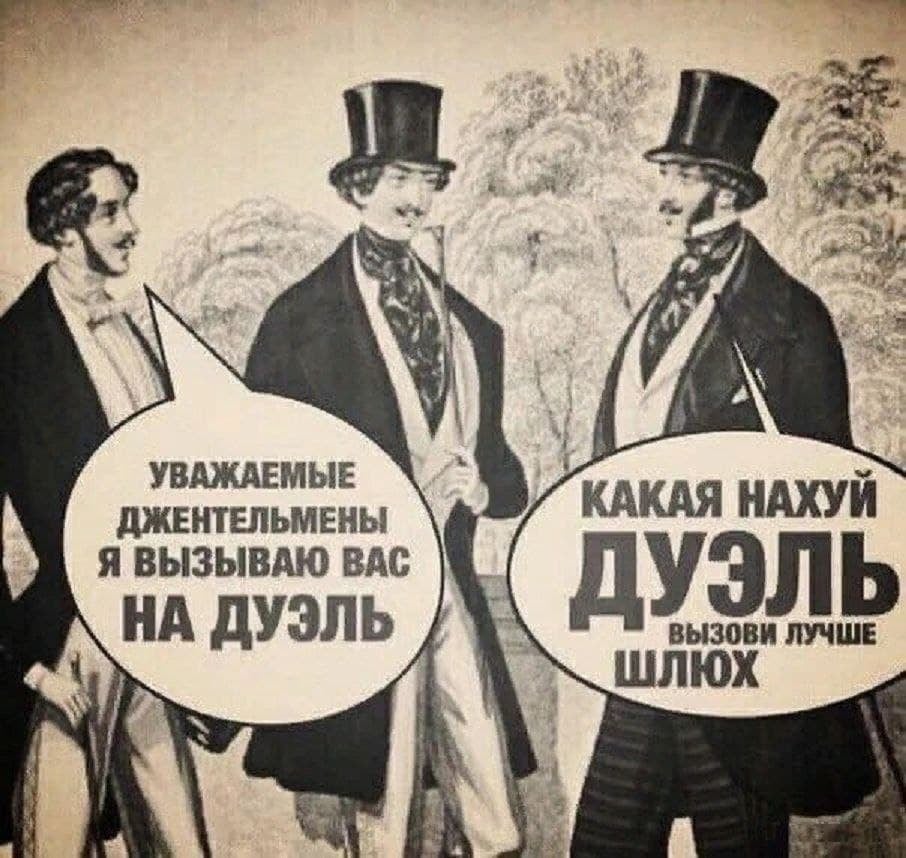 УВАЖАЕМЫЕ
ДЖЕНТЕЛЬМЕНЫ
Я ВЫЗЫВАЮ ВАС
НА ДУЭЛЬ
КАКАЯ НАХУЙ
ДУЭЛЬ
ВЫЗОВИ ЛУЧШЕ
ШЛЮХ